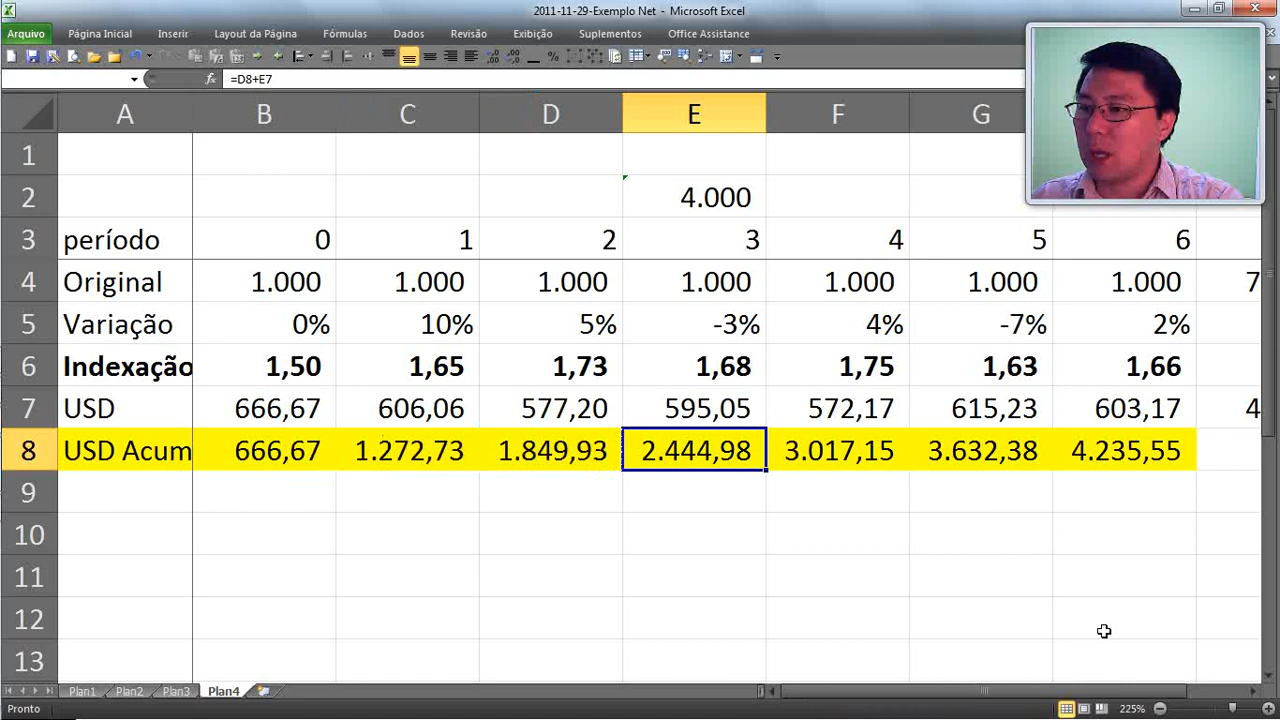 2011-11-29-Exemplo Net - Microsoft Excel
Arquivo Página Inicial Inserir Layout da Página Fórmulas Dados Revisão Exibição Suplementos Office Assistance
fx =D8+E7
A B C D E F G
1
2 4.000
3 período 0 1 2 3 4 5 6
4 Original 1.000 1.000 1.000 1.000 1.000 1.000 1.000 7
5 Variação 0% 10% 5% -3% 4% -7% 2%
6 Indexação 1,50 1,65 1,73 1,68 1,75 1,63 1,66
7 USD 666,67 606,06 577,20 595,05 572,17 615,23 603,17 4
8 USD Acum 666,67 1.272,73 1.849,93 2.444,98 3.017,15 3.632,38 4.235,55
9
10
11
12
13
Plan1 Plan2 Plan3 Plan4
Pronto 225%